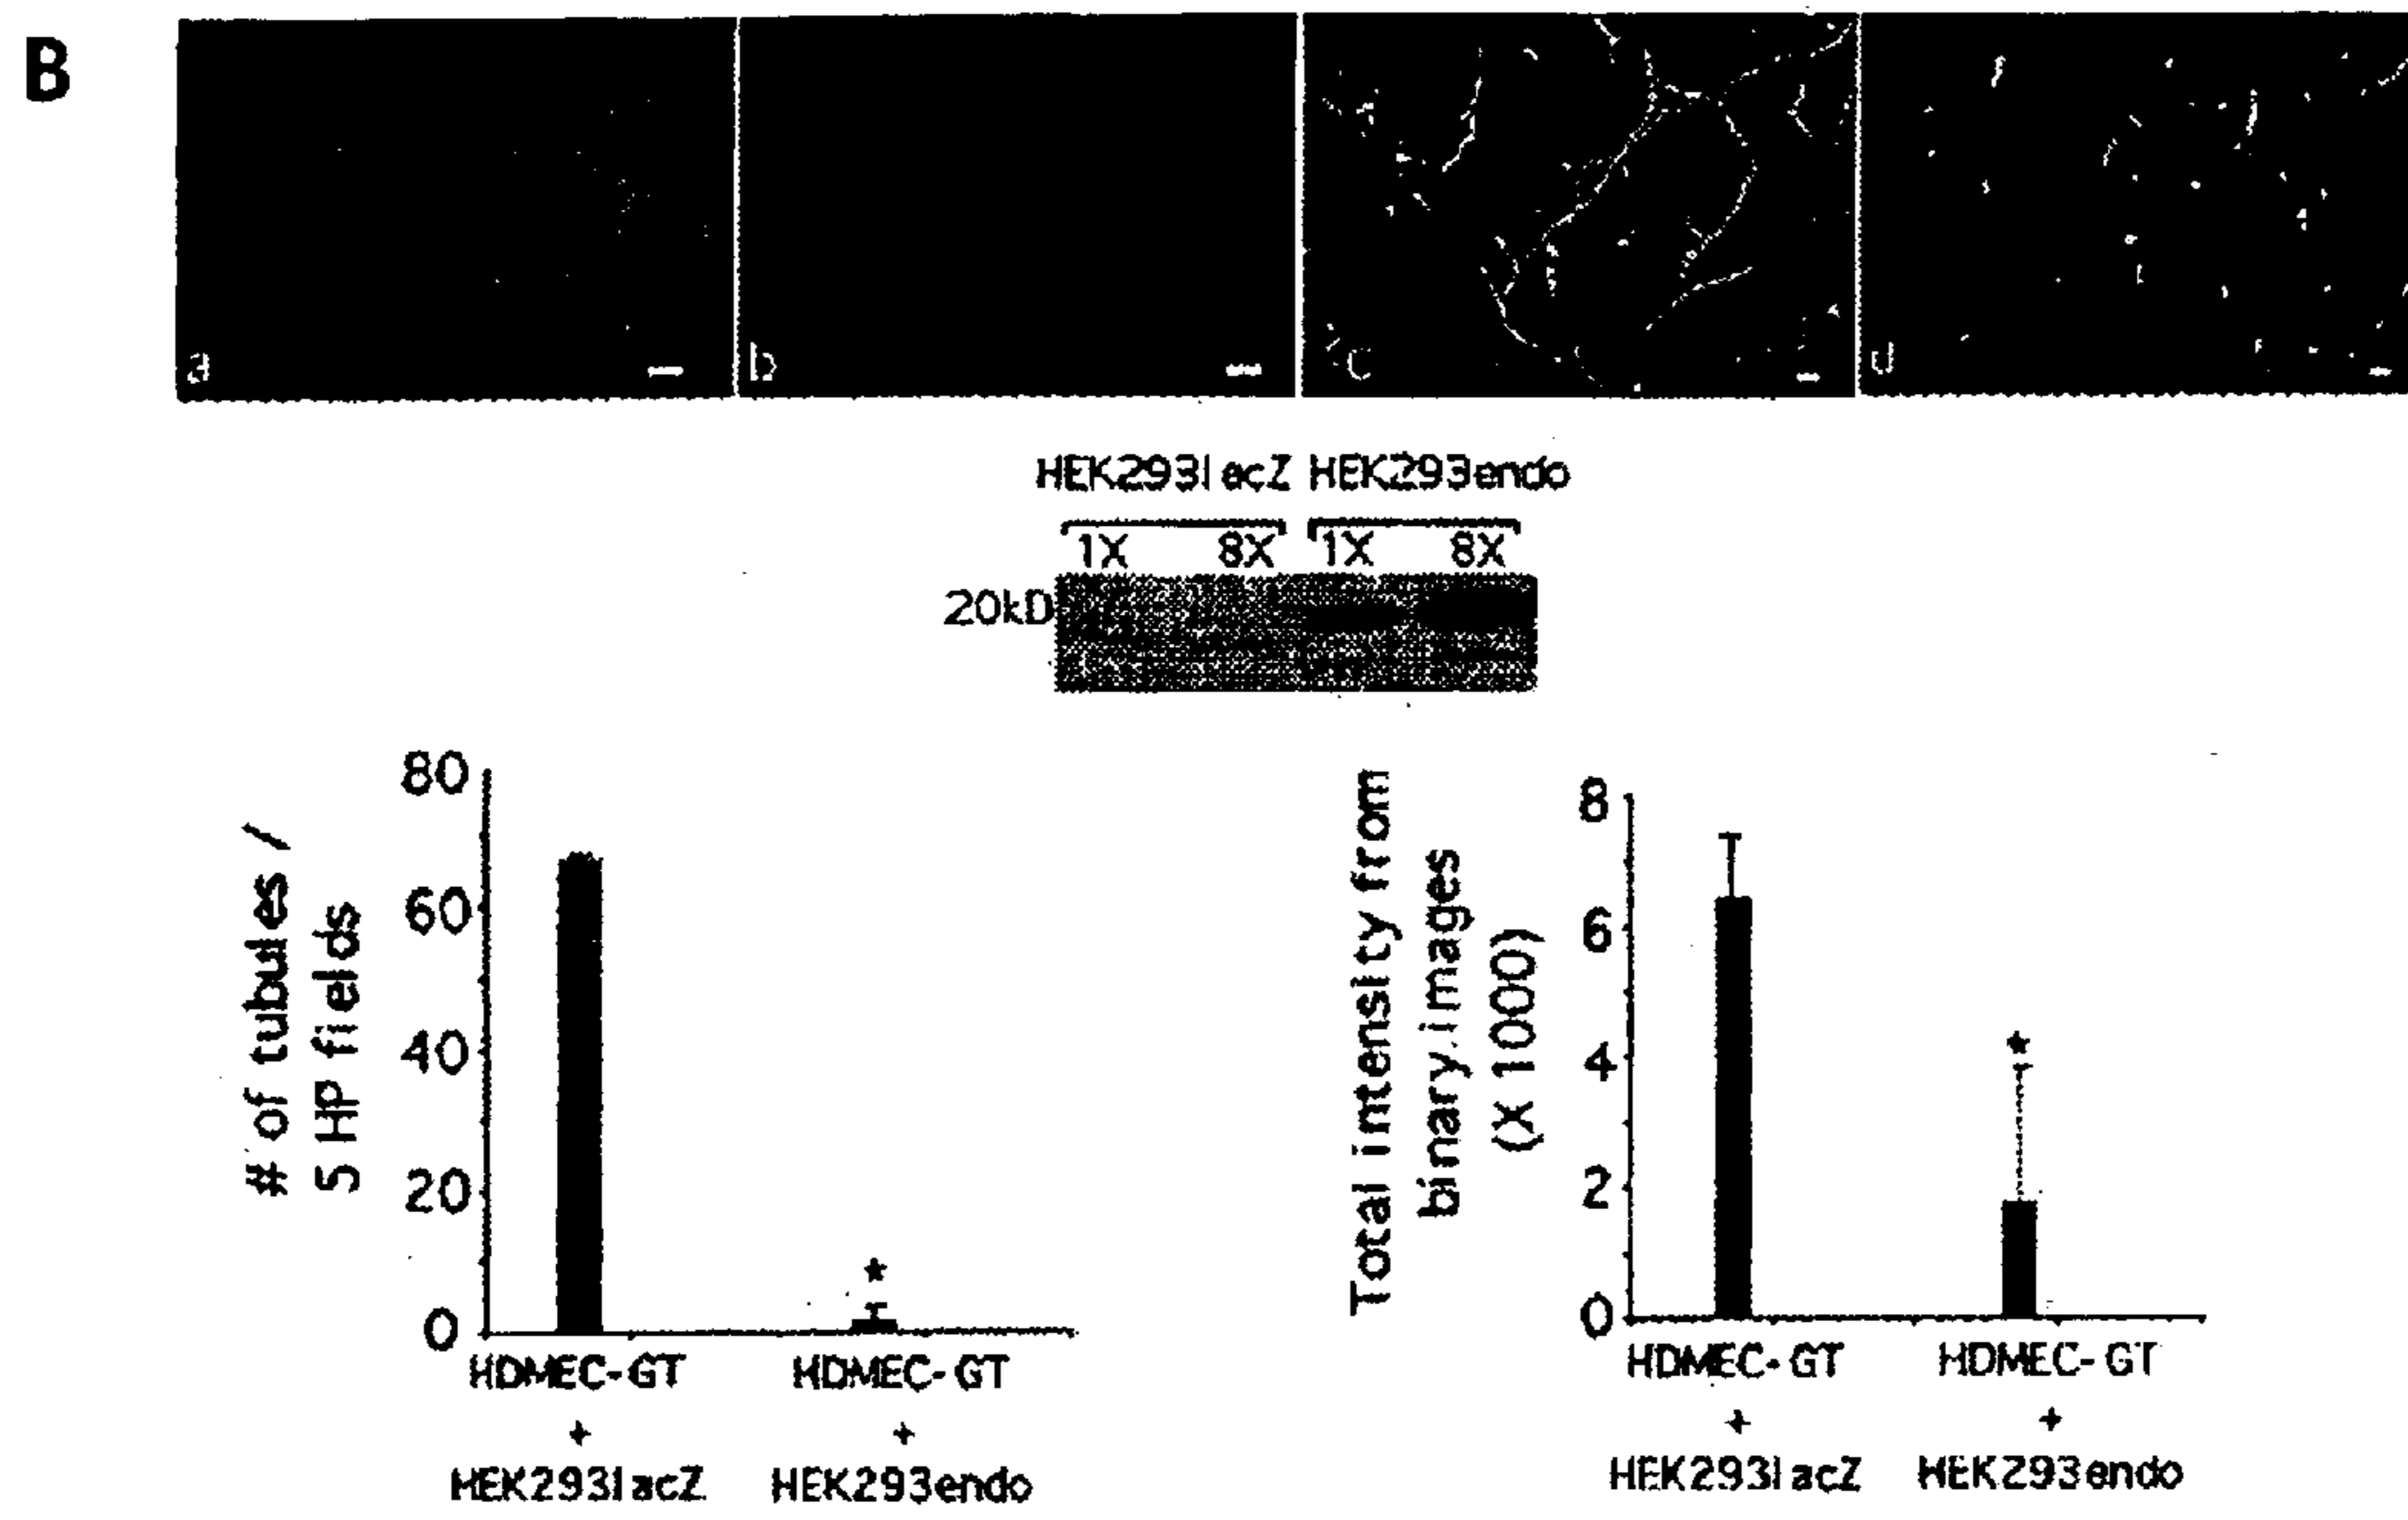 B
a b c d
HEK293lacZ HEK293endo
1X 8X 1X 8X
20kD
# of tubules /
5 HP fields
80
60
40
20
0
HDMEC-GT HDMEC-GT
+ +
HEK293lacZ HEK293endo
*
Total intensity from
binary images
(X 1000)
8
6
4
2
0
*
HDMEC-GT HDMEC-GT
+ +
HEK293lacZ HEK293endo